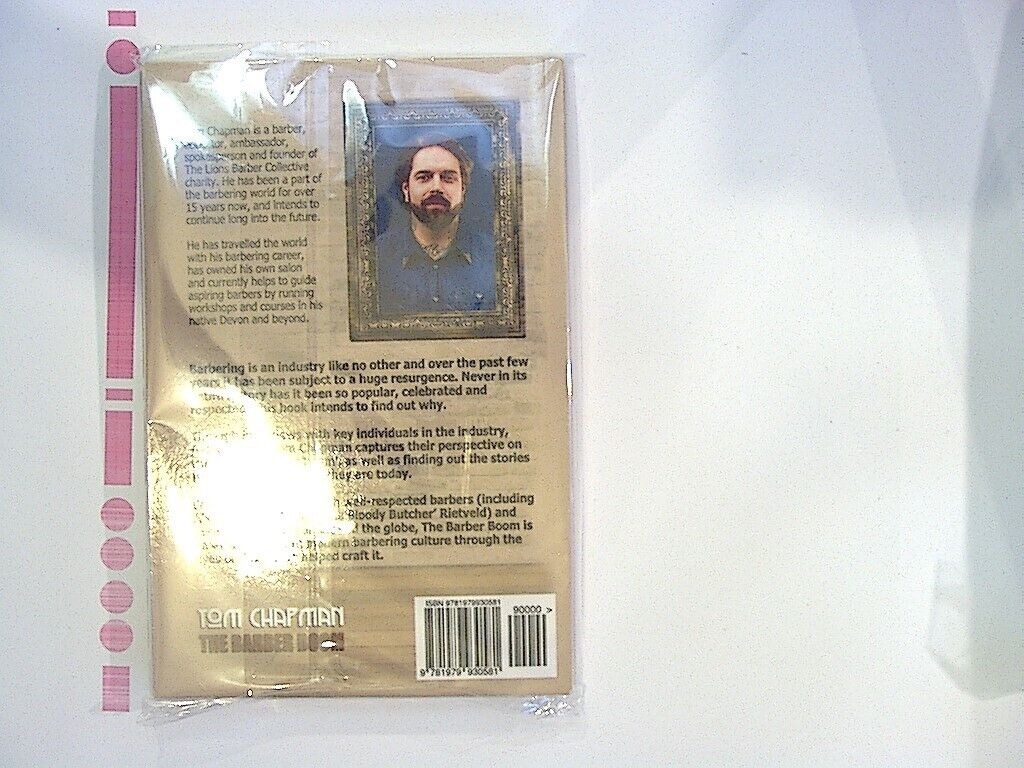 Chapman is a barber,
ambassador,
spokesperson and founder of
The Lions Barber Collective
charity. He has been a part of
the barbering world for over
15 years now, and intends to
continue long into the future.
He has travelled the world
with his barbering career,
has owned his own salon
and currently helps to guide
aspiring barbers by running
workshops and courses in his
native Devon and beyond.
Barbering is an industry like no other and over the past few
years it has been subject to a huge resurgence. Never in its
has it been so popular, celebrated and
respected. book intends to find out why.
with key individuals in the industry,
Chapman captures their perspective on
as well as finding out the stories
they are today.
well-respected barbers (including
Bloody Butcher' Rietveld) and
the globe, The Barber Boom is
modern barbering culture through the
helped craft it.
TOM CHAPMAN
THE BARBER BOOM
ISBN 9781979930581
90000 >
9 781979 930581